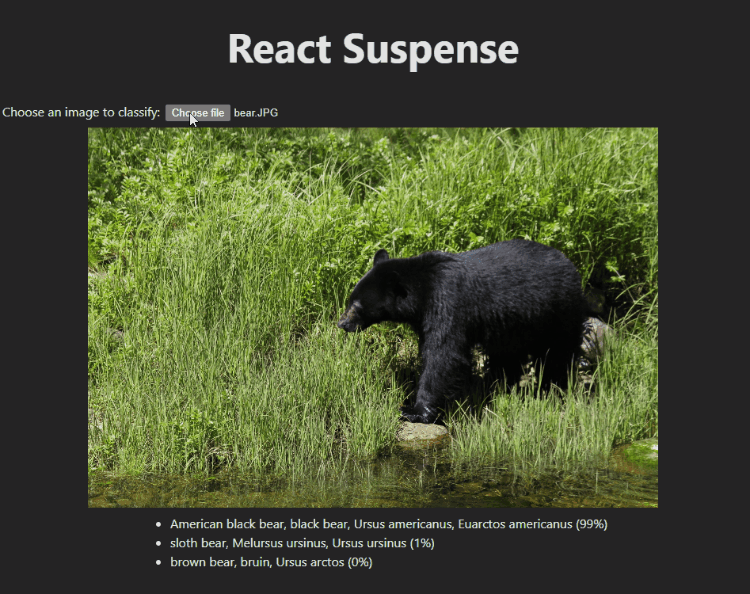 React Suspense
Choose an image to classify: Choose file bear.JPG
American black bear, black bear, Ursus americanus, Euarctos americanus (99%)
sloth bear, Melursus ursinus, Ursus ursinus (1%)
brown bear, bruin, Ursus arctos (0%)